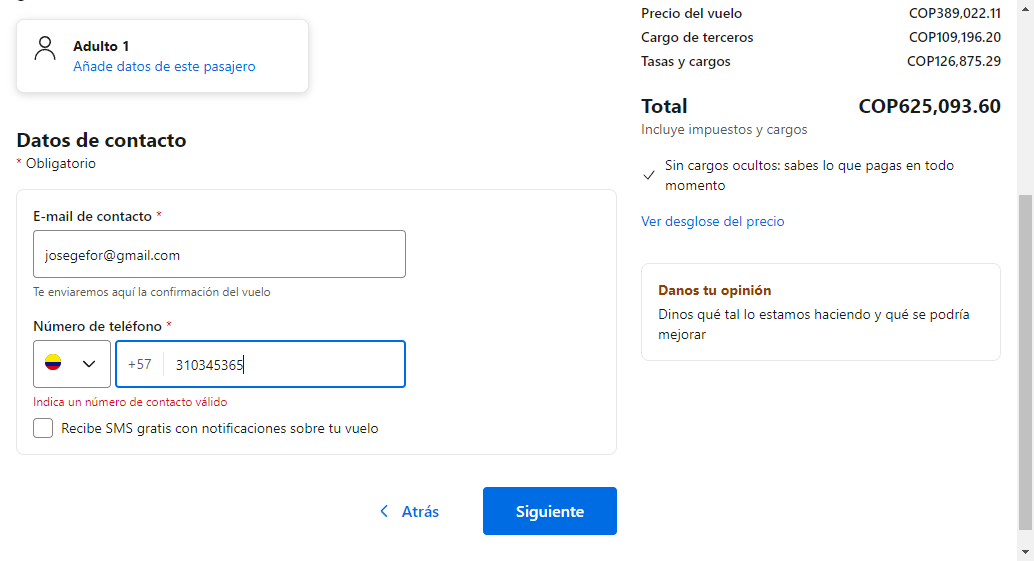 Adulto 1
Añade datos de este pasajero
Datos de contacto
* Obligatorio
E-mail de contacto *
josegefor@gmail.com
Te enviaremos aquí la confirmación del vuelo
Número de teléfono *
+57 310345365
Indica un número de contacto válido
Recibe SMS gratis con notificaciones sobre tu vuelo
Atrás
Siguiente
Precio del vuelo COP389,022.11
Cargo de terceros COP109,196.20
Tasas y cargos COP126,875.29
Total COP625,093.60
Incluye impuestos y cargos
Sin cargos ocultos: sabes lo que pagas en todo
momento
Ver desglose del precio
Danos tu opinión
Dinos qué tal lo estamos haciendo y qué se podría
mejorar